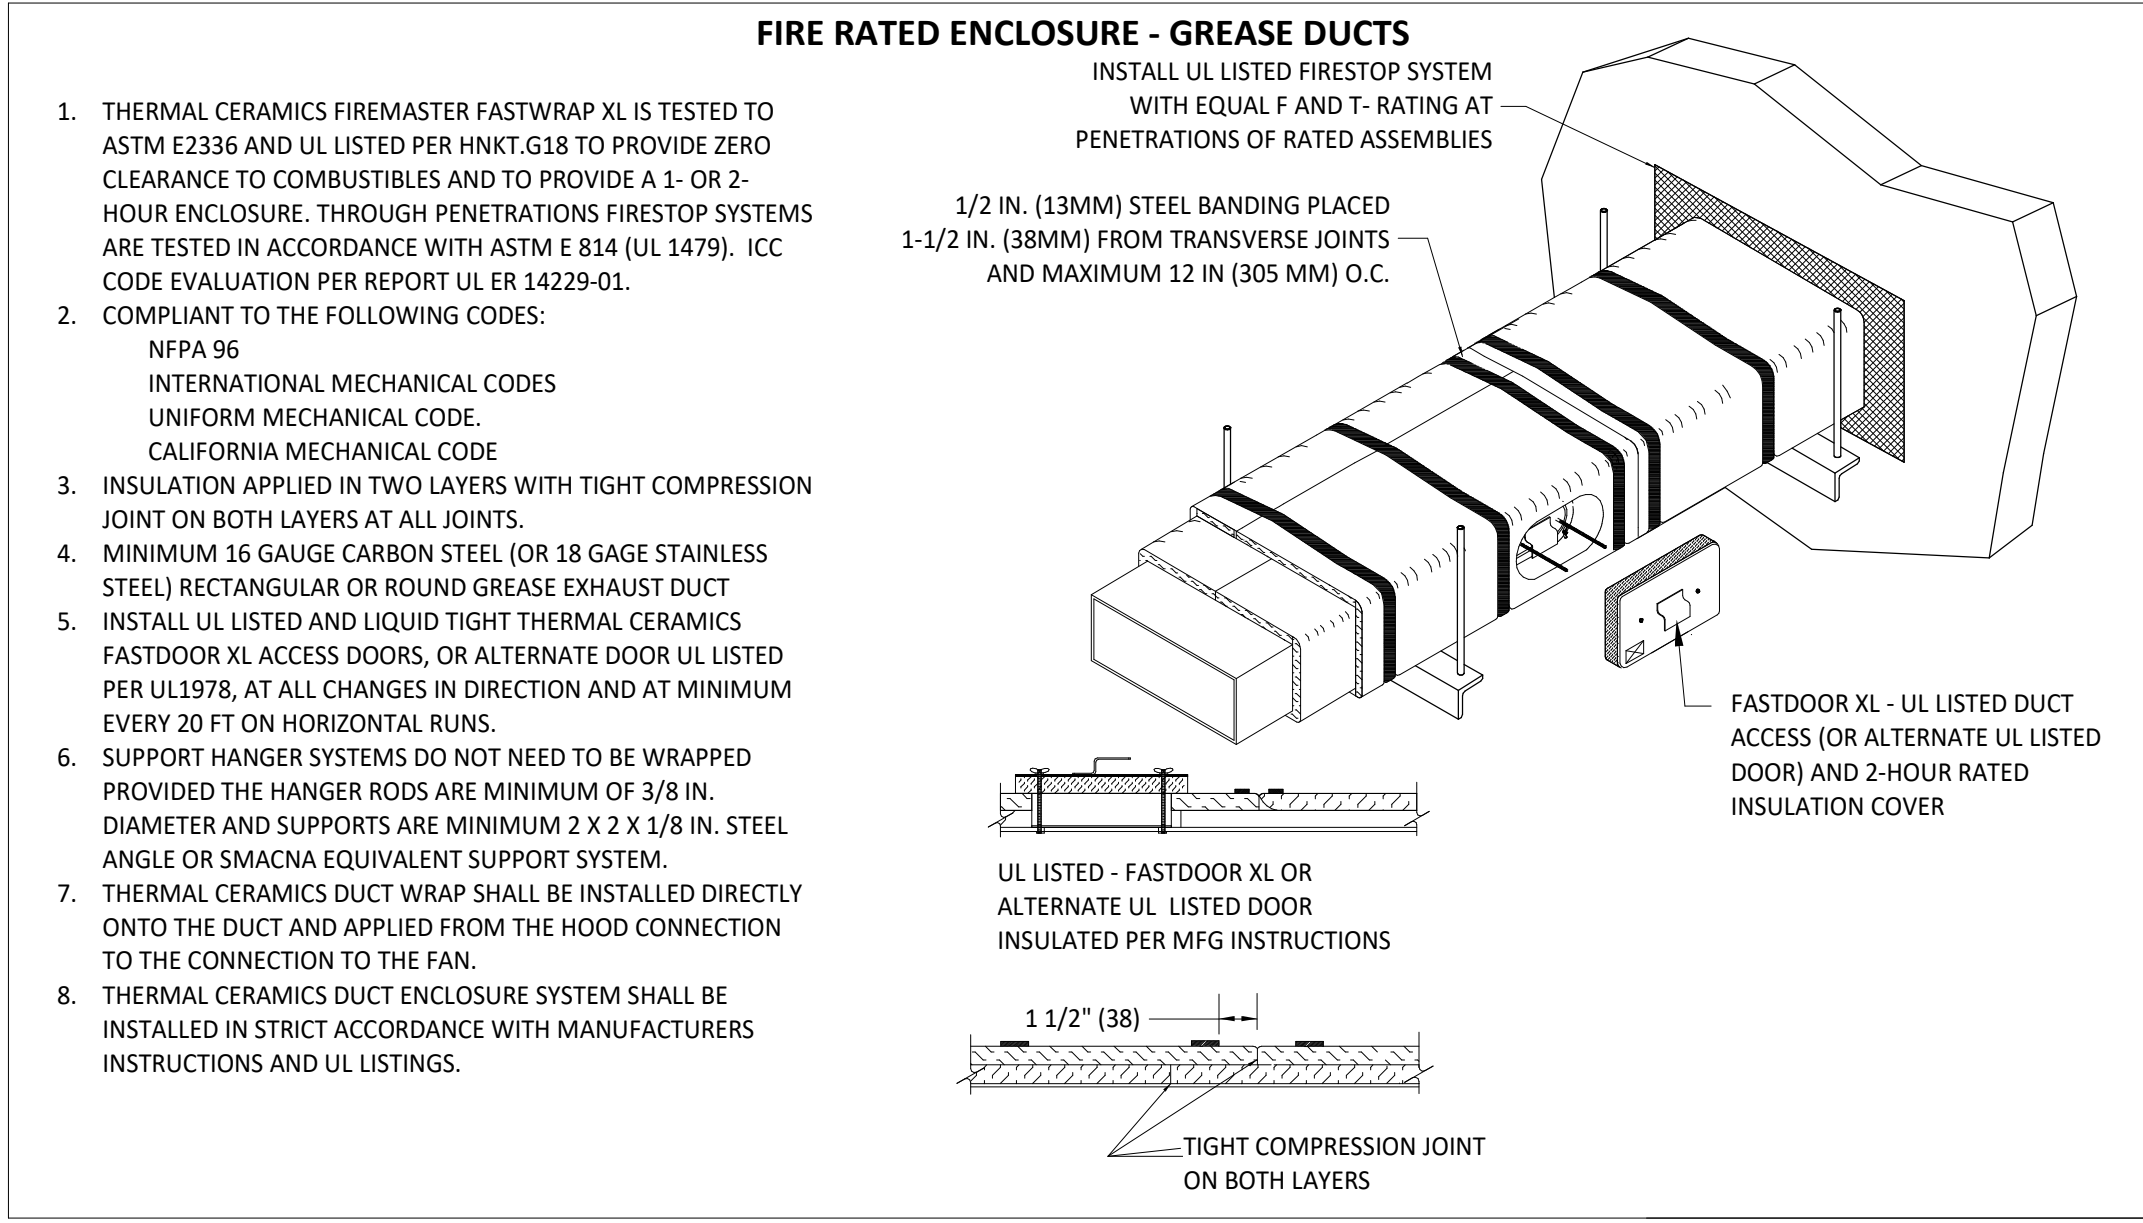 FIRE RATED ENCLOSURE - GREASE DUCTS
1. THERMAL CERAMICS FIREMASTER FASTWRAP XL IS TESTED TO
ASTM E2336 AND UL LISTED PER HNKT.G18 TO PROVIDE ZERO
CLEARANCE TO COMBUSTIBLES AND TO PROVIDE A 1- OR 2-
HOUR ENCLOSURE. THROUGH PENETRATIONS FIRESTOP SYSTEMS
ARE TESTED IN ACCORDANCE WITH ASTM E 814 (UL 1479). ICC
CODE EVALUATION PER REPORT UL ER 14229-01.
2. COMPLIANT TO THE FOLLOWING CODES:
NFPA 96
INTERNATIONAL MECHANICAL CODES
UNIFORM MECHANICAL CODE.
CALIFORNIA MECHANICAL CODE
3. INSULATION APPLIED IN TWO LAYERS WITH TIGHT COMPRESSION
JOINT ON BOTH LAYERS AT ALL JOINTS.
4. MINIMUM 16 GAUGE CARBON STEEL (OR 18 GAGE STAINLESS
STEEL) RECTANGULAR OR ROUND GREASE EXHAUST DUCT
5. INSTALL UL LISTED AND LIQUID TIGHT THERMAL CERAMICS
FASTDOOR XL ACCESS DOORS, OR ALTERNATE DOOR UL LISTED
PER UL1978, AT ALL CHANGES IN DIRECTION AND AT MINIMUM
EVERY 20 FT ON HORIZONTAL RUNS.
6. SUPPORT HANGER SYSTEMS DO NOT NEED TO BE WRAPPED
PROVIDED THE HANGER RODS ARE MINIMUM OF 3/8 IN.
DIAMETER AND SUPPORTS ARE MINIMUM 2 X 2 X 1/8 IN. STEEL
ANGLE OR SMACNA EQUIVALENT SUPPORT SYSTEM.
7. THERMAL CERAMICS DUCT WRAP SHALL BE INSTALLED DIRECTLY
ONTO THE DUCT AND APPLIED FROM THE HOOD CONNECTION
TO THE CONNECTION TO THE FAN.
8. THERMAL CERAMICS DUCT ENCLOSURE SYSTEM SHALL BE
INSTALLED IN STRICT ACCORDANCE WITH MANUFACTURERS
INSTRUCTIONS AND UL LISTINGS.
INSTALL UL LISTED FIRESTOP SYSTEM
WITH EQUAL F AND T- RATING AT
PENETRATIONS OF RATED ASSEMBLIES
1/2 IN. (13MM) STEEL BANDING PLACED
1-1/2 IN. (38MM) FROM TRANSVERSE JOINTS
AND MAXIMUM 12 IN (305 MM) O.C.
FASTDOOR XL - UL LISTED DUCT
ACCESS (OR ALTERNATE UL LISTED
DOOR) AND 2-HOUR RATED
INSULATION COVER
UL LISTED - FASTDOOR XL OR
ALTERNATE UL LISTED DOOR
INSULATED PER MFG INSTRUCTIONS
1 1/2" (38)
TIGHT COMPRESSION JOINT
ON BOTH LAYERS